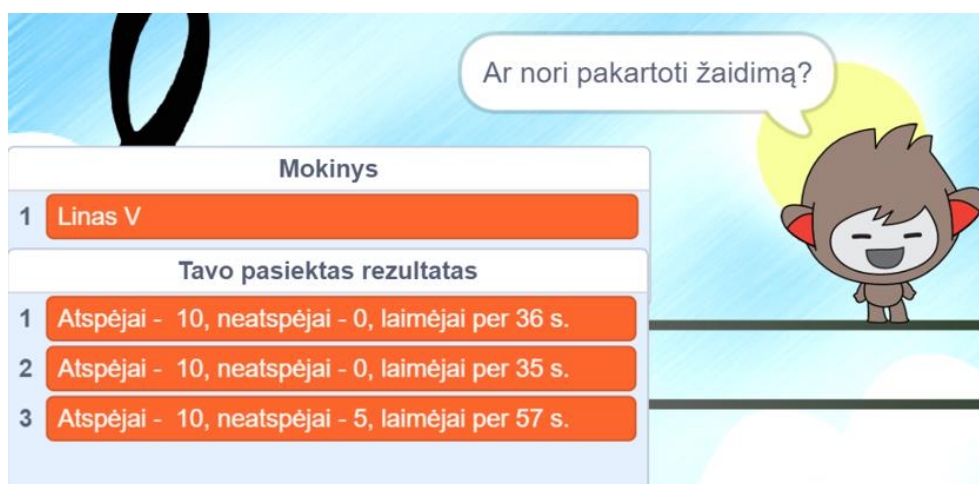 Ar nori pakartoti žaidimą?
Mokinys
1 Linas V
Tavo pasiektas rezultatas
1 Atspėjai - 10, neatspėjai - 0, laimėjai per 36 s.
2 Atspėjai - 10, neatspėjai - 0, laimėjai per 35 s.
3 Atspėjai - 10, neatspėjai - 5, laimėjai per 57 s.